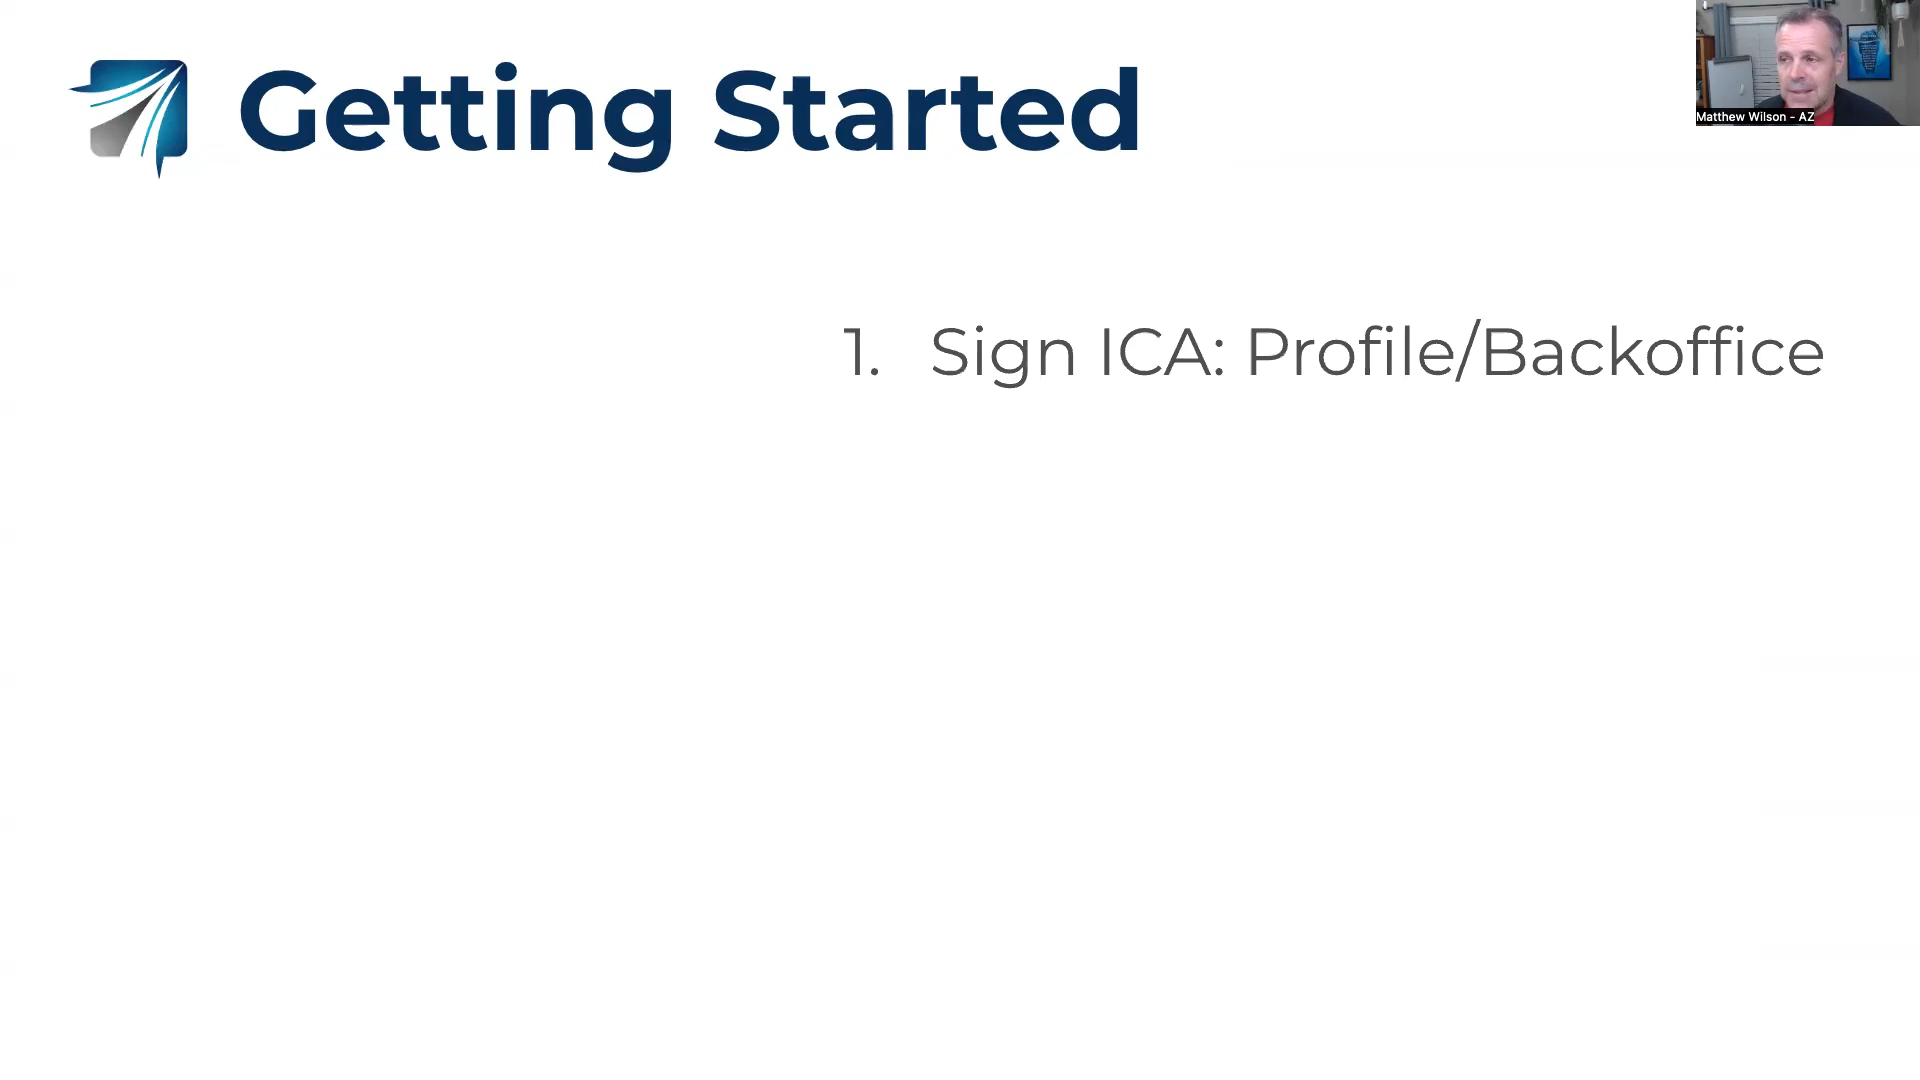 Getting Started
Matthew Wilson - AZ
1. Sign ICA: Profile/Backoffice